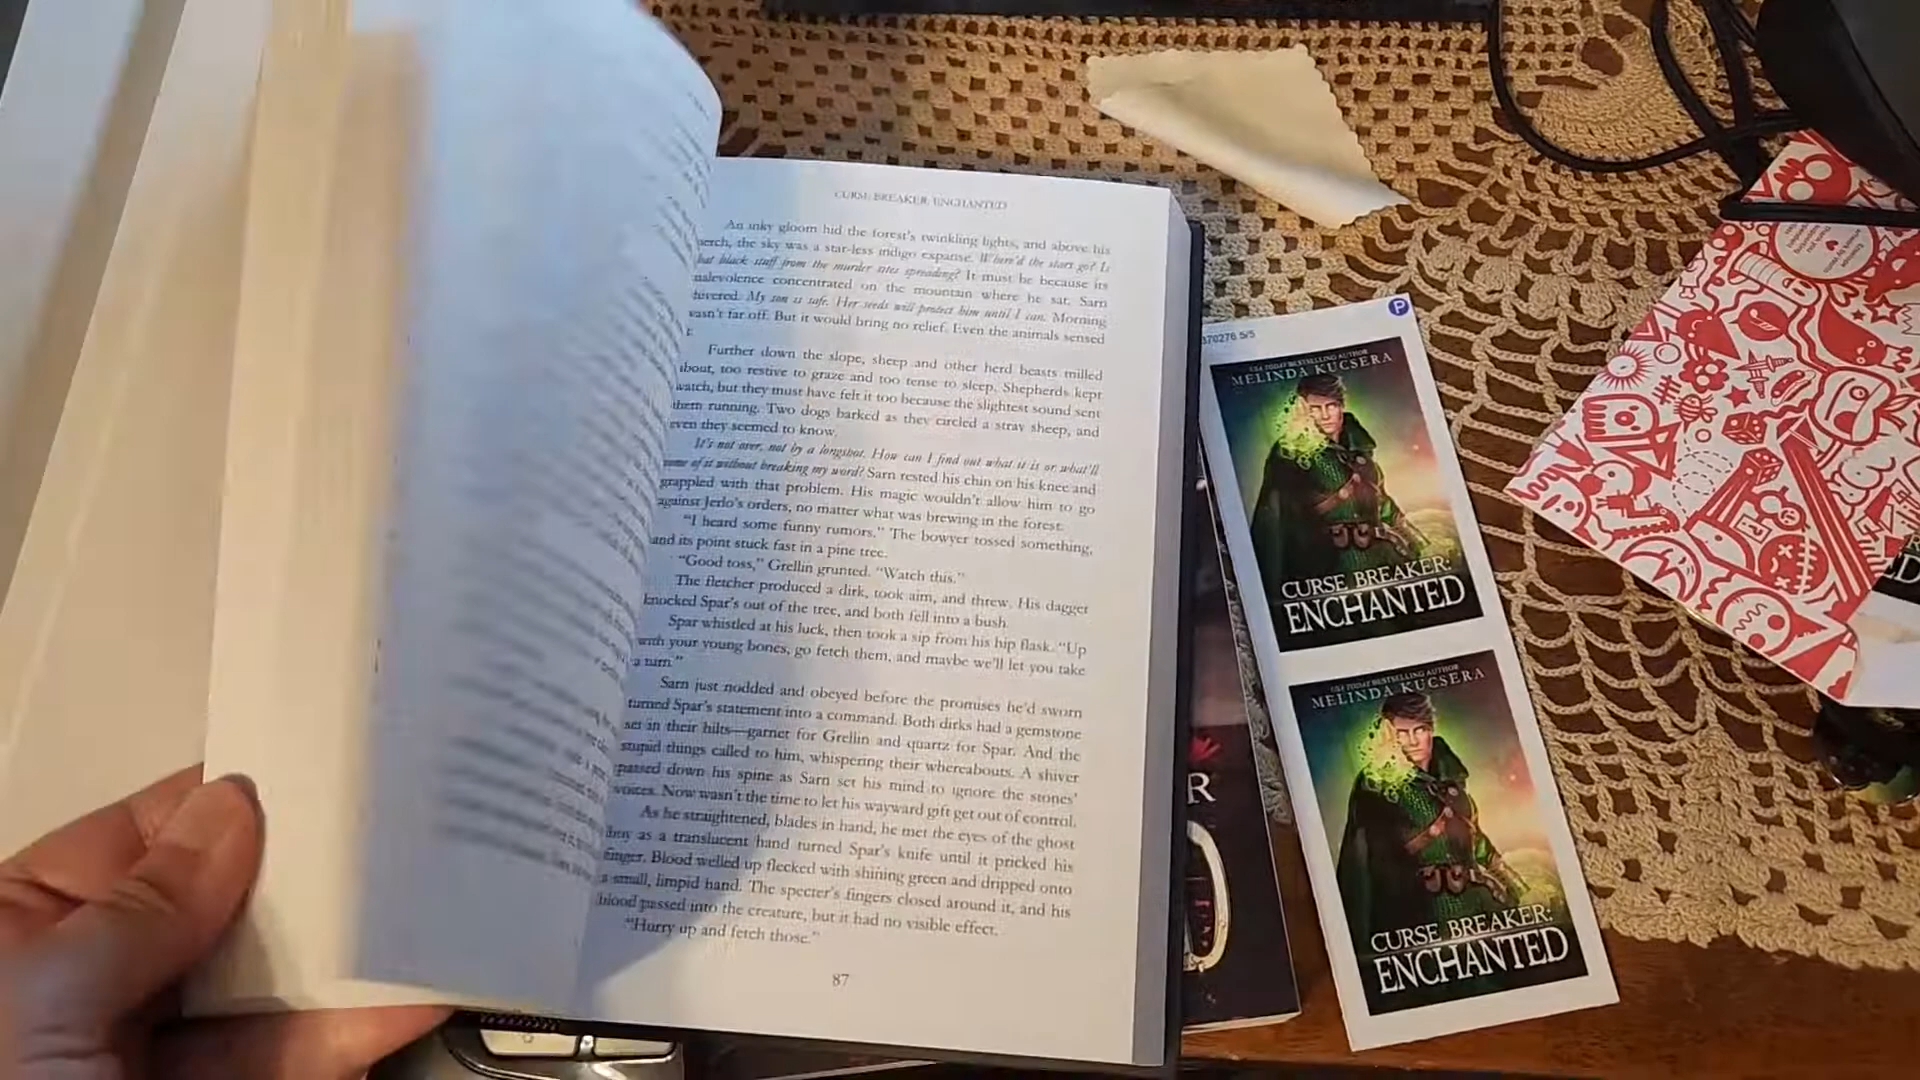 CURSE BREAKER: ENCHANTED
An inky gloom hid the forest's twinkling lights, and above his
perch, the sky was a star-less indigo expanse. Where'd the stars go? Is
that black stuff from the murder sites spreading? It must be because its
malevolence concentrated on the mountain where he sat. Sarn
shivered. My son is safe. Her seeds will protect him until I can. Morning
wasn't far off. But it would bring no relief. Even the animals sensed
it.
Further down the slope, sheep and other herd beasts milled
about, too restive to graze and too tense to sleep. Shepherds kept
watch, but they must have felt it too because the slightest sound sent
them running. Two dogs barked as they circled a stray sheep, and
even they seemed to know.
It's not over, not by a longshot. How can I find out what it is or what'll
come of it without breaking my word? Sarn rested his chin on his knee and
grappled with that problem. His magic wouldn't allow him to go
against Jerlo's orders, no matter what was brewing in the forest.
"I heard some funny rumors." The bowyer tossed something,
and its point stuck fast in a pine tree.
"Good toss," Grellin grunted. "Watch this."
The fletcher produced a dirk, took aim, and threw. His dagger
knocked Spar's out of the tree, and both fell into a bush.
Spar whistled at his luck, then took a sip from his hip flask. "Up
with your young bones, go fetch them, and maybe we'll let you take
a turn."
Sarn just nodded and obeyed before the promises he'd sworn
turned Spar's statement into a command. Both dirks had a gemstone
set in their hilts—garnet for Grellin and quartz for Spar. And the
stupid things called to him, whispering their whereabouts. A shiver
passed down his spine as Sarn set his mind to ignore the stones'
voices. Now wasn't the time to let his wayward gift get out of control.
As he straightened, blades in hand, he met the eyes of the ghost
boy as a translucent hand turned Spar's knife until it pricked his
finger. Blood welled up flecked with shining green and dripped onto
a small, limpid hand. The specter's fingers closed around it, and his
blood passed into the creature, but it had no visible effect.
"Hurry up and fetch those."
87
370276 5/5
P
USA TODAY BESTSELLING AUTHOR
MELINDA KUCSERA
CURSE BREAKER:
ENCHANTED
USA TODAY BESTSELLING AUTHOR
MELINDA KUCSERA
CURSE BREAKER:
ENCHANTED